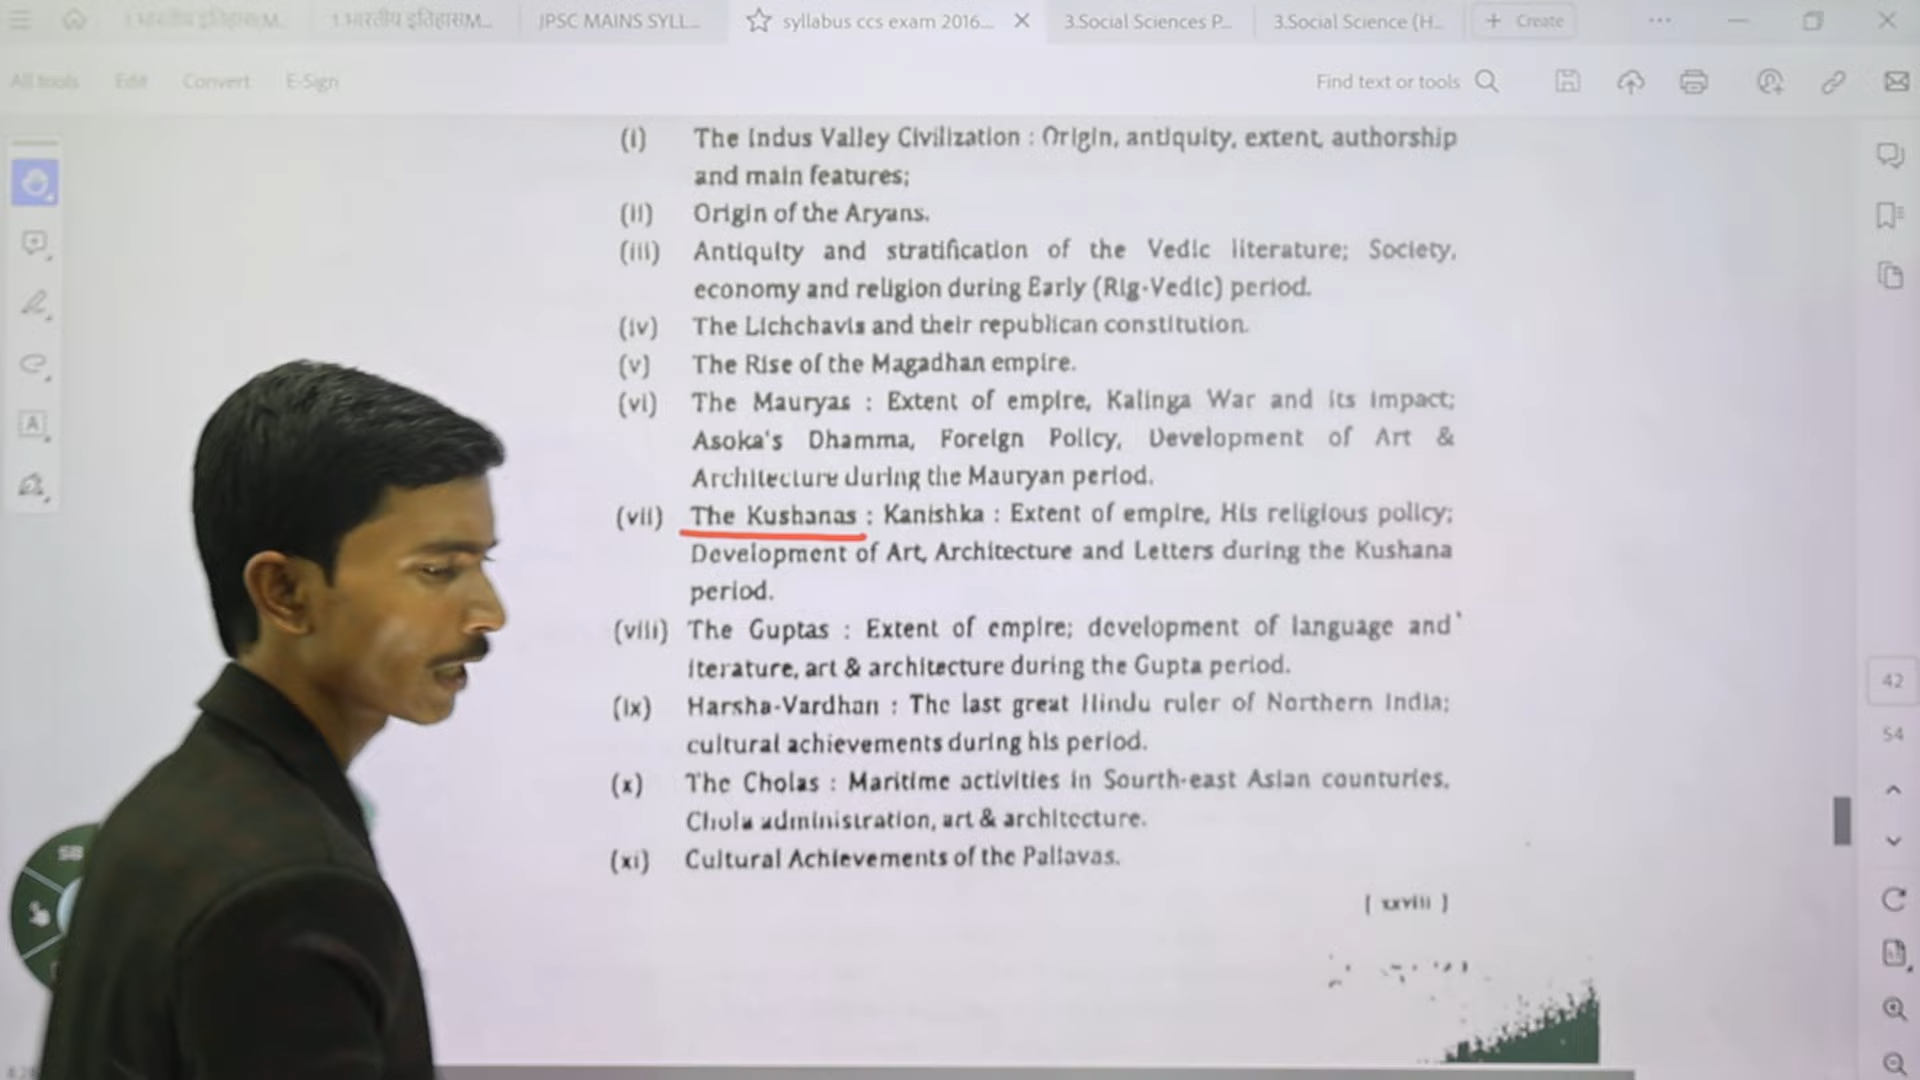 JPSC MAINS SYLL...
syllabus ccs exam 2016...
3.Social Sciences P...
3.Social Science (H...
+ Create
All tools
Edit
Convert
E-Sign
Find text or tools
(i) The Indus Valley Civilization : Origin, antiquity, extent, authorship
and main features;
(ii) Origin of the Aryans.
(iii) Antiquity and stratification of the Vedic literature; Society,
economy and religion during Early (Rig-Vedic) period.
(iv) The Lichchavis and their republican constitution.
(v) The Rise of the Magadhan empire.
(vi) The Mauryas : Extent of empire, Kalinga War and its impact;
Asoka's Dhamma, Foreign Policy, Development of Art &
Architecture during the Mauryan period.
(vii) The Kushanas : Kanishka : Extent of empire, His religious policy;
Development of Art, Architecture and Letters during the Kushana
period.
(viii) The Guptas : Extent of empire; development of language and
iterature, art & architecture during the Gupta period.
(ix) Harsha-Vardhan : The last great Hindu ruler of Northern India;
cultural achievements during his period.
(x) The Cholas : Maritime activities in Sourth-east Asian counturies,
Chola administration, art & architecture.
(xi) Cultural Achievements of the Pallavas.
[ xxviii ]
42
54
SB